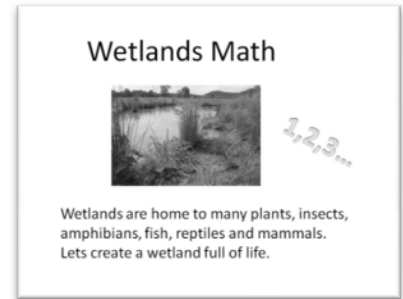 Wetlands Math
1,2,3...
Wetlands are home to many plants, insects,
amphibians, fish, reptiles and mammals.
Lets create a wetland full of life.